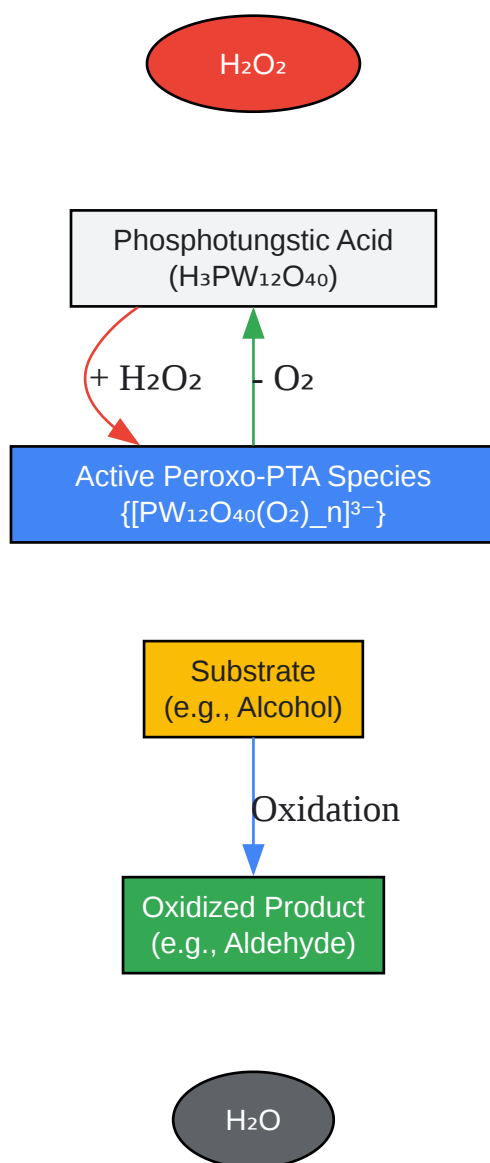 H₂O₂
Phosphotungstic Acid
(H₃PW₁₂O₄₀)
+ H₂O₂
- O₂
Active Peroxo-PTA Species
{[PW₁₂O₄₀(O₂)_n]³⁻}
Substrate
(e.g., Alcohol)
Oxidation
Oxidized Product
(e.g., Aldehyde)
H₂O